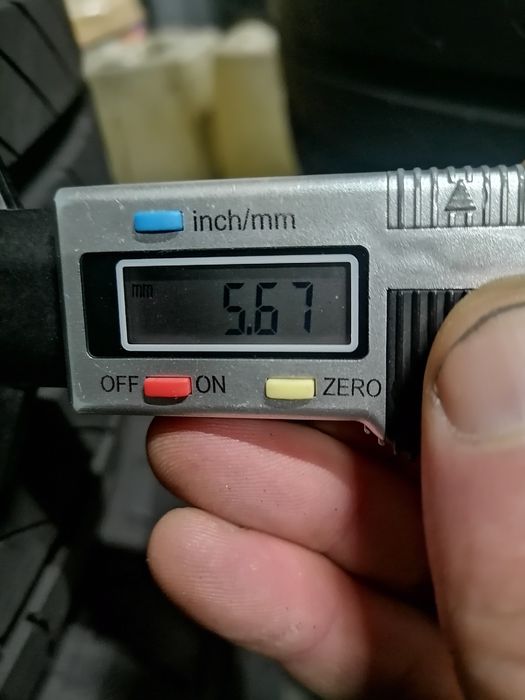 inch/mm
mm 5.67
OFF ON ZERO